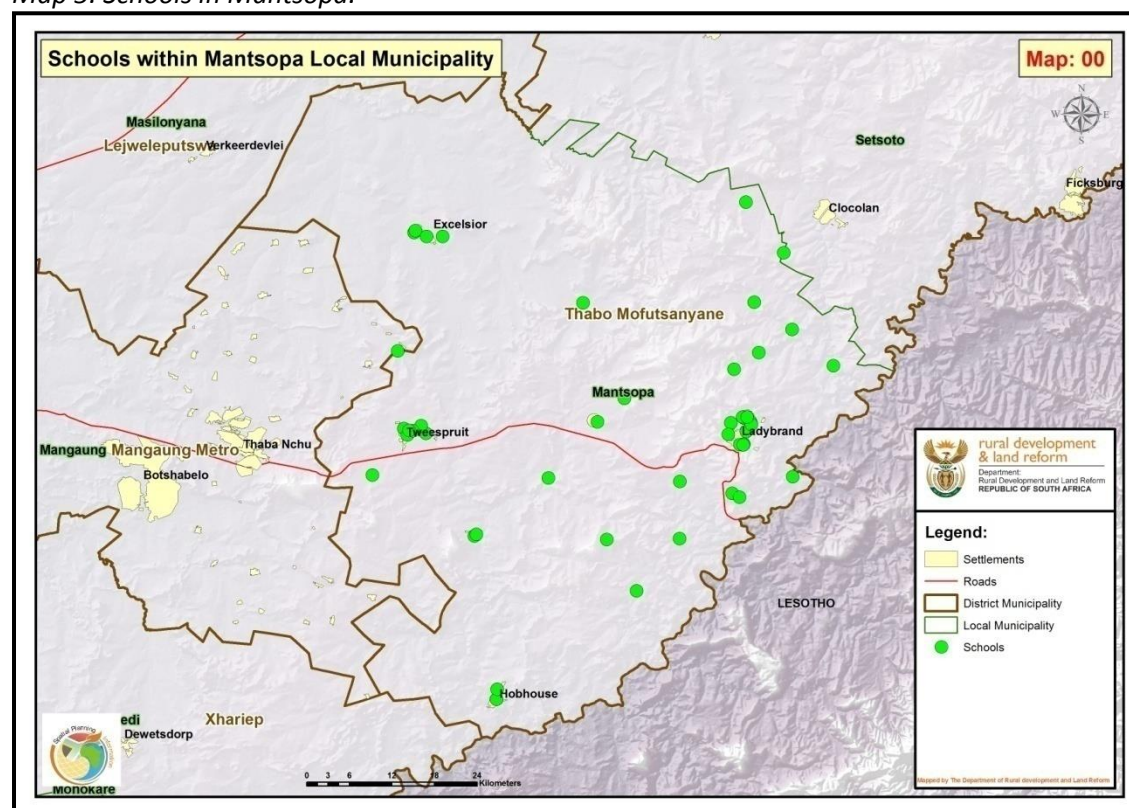 Map 3: Schools in Mantsopa.
Schools within Mantsopa Local Municipality
Map: 00
N
W
E
S
Masilonyana
Lejweleputswa
Verkeerdevlei
Setsoto
Ficksburg
Clocolan
Excelsior
Thabo Mofutsanyane
Mantsopa
Tweespruit
Ladybrand
Mangaung
Mangaung Metro
Thaba Nchu
Botshabelo
rural development
& land reform
Department:
Rural Development and Land Reform
REPUBLIC OF SOUTH AFRICA
Legend:
Settlements
Roads
District Municipality
Local Municipality
Schools
LESOTHO
Hobhouse
Xhariep
edi
Dewetsdorp
Spatial Planning
Monokare
0 3 6 12 18 24
Kilometers
Mapped by The Department of Rural development and Land Reform